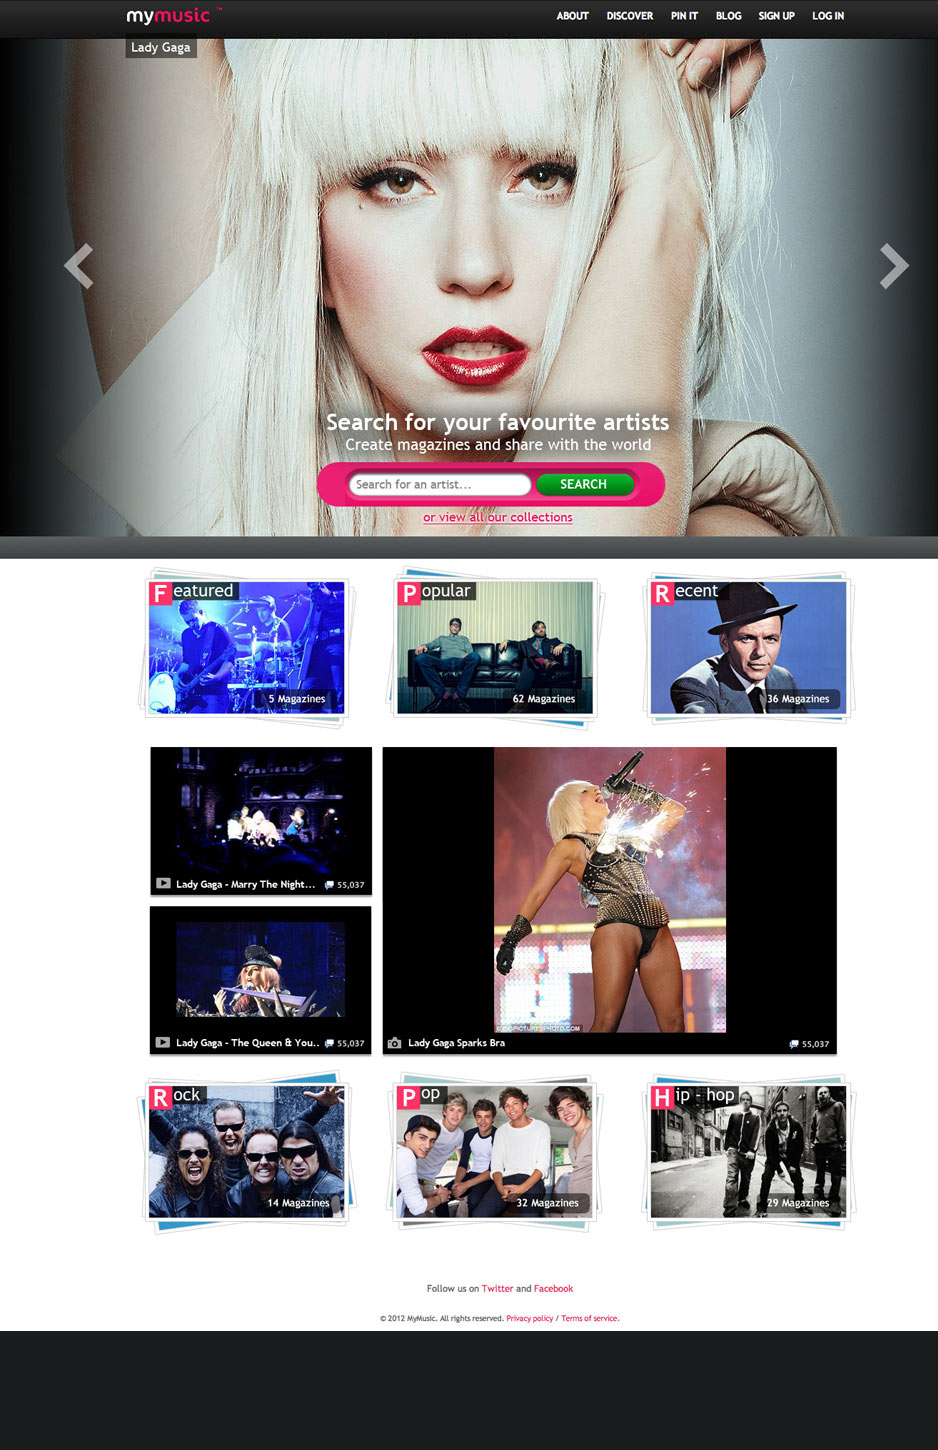 mymusic ™
ABOUT DISCOVER PIN IT BLOG SIGN UP LOG IN
Lady Gaga
Search for your favourite artists
Create magazines and share with the world
Search for an artist...
SEARCH
or view all our collections
Featured
5 Magazines
Popular
62 Magazines
Recent
36 Magazines
Lady Gaga - Marry The Night... 55,037
Lady Gaga - The Queen & You.. 55,037
© BIGPICTURESPHOTO.COM
Lady Gaga Sparks Bra 55,037
Rock
14 Magazines
Pop
32 Magazines
Hip - hop
29 Magazines
Follow us on Twitter and Facebook
© 2012 MyMusic. All rights reserved. Privacy policy / Terms of service.